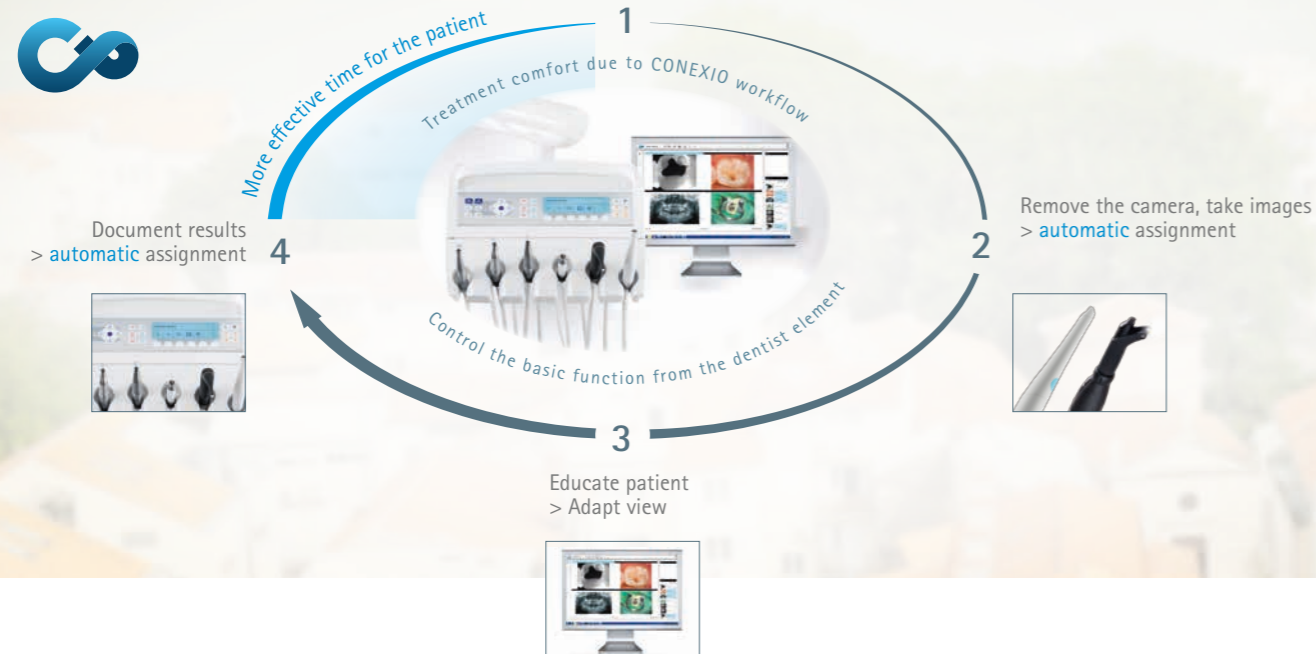 More effective time for the patient
1
Treatment comfort due to CONEXIO workflow
Remove the camera, take images
> automatic assignment
2
Document results
> automatic assignment
4
Control the basic function from the dentist element
3
Educate patient
> Adapt view